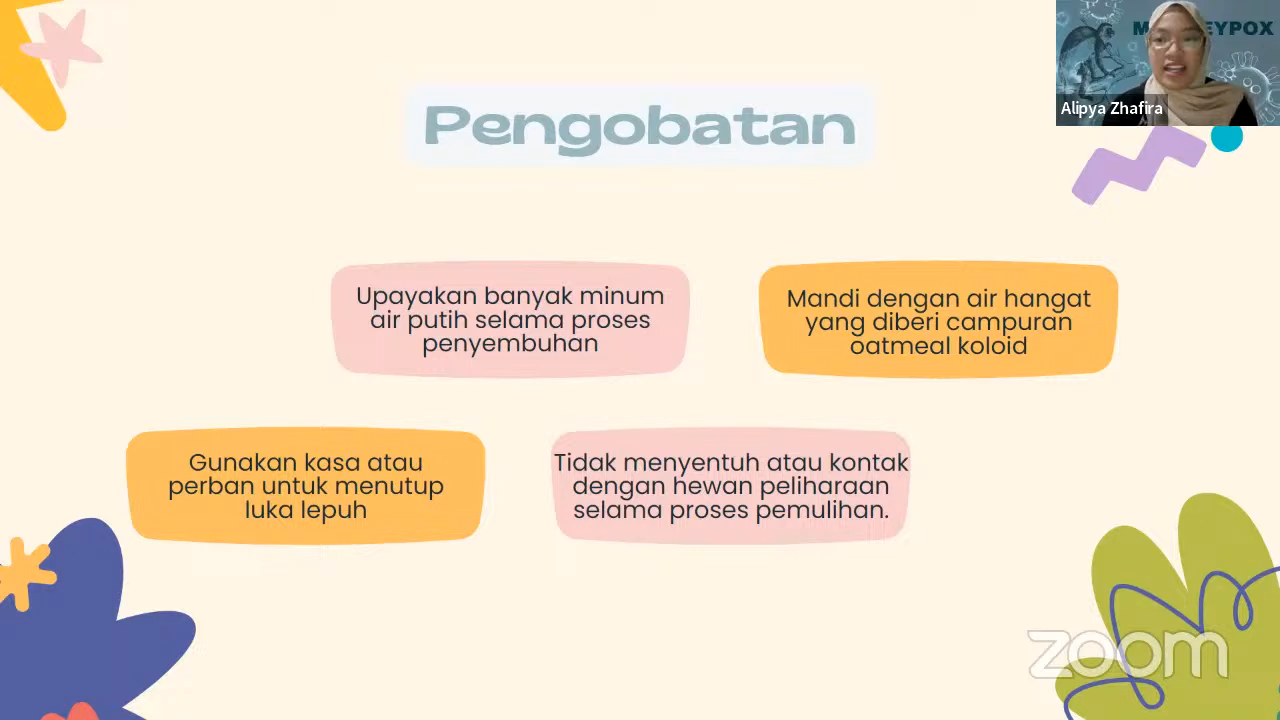 M   EYPOX
Alipya Zhafira
Pengobatan
Upayakan banyak minum
air putih selama proses
penyembuhan
Mandi dengan air hangat
yang diberi campuran
oatmeal koloid
Gunakan kasa atau
perban untuk menutup
luka lepuh
Tidak menyentuh atau kontak
dengan hewan peliharaan
selama proses pemulihan.
zoom